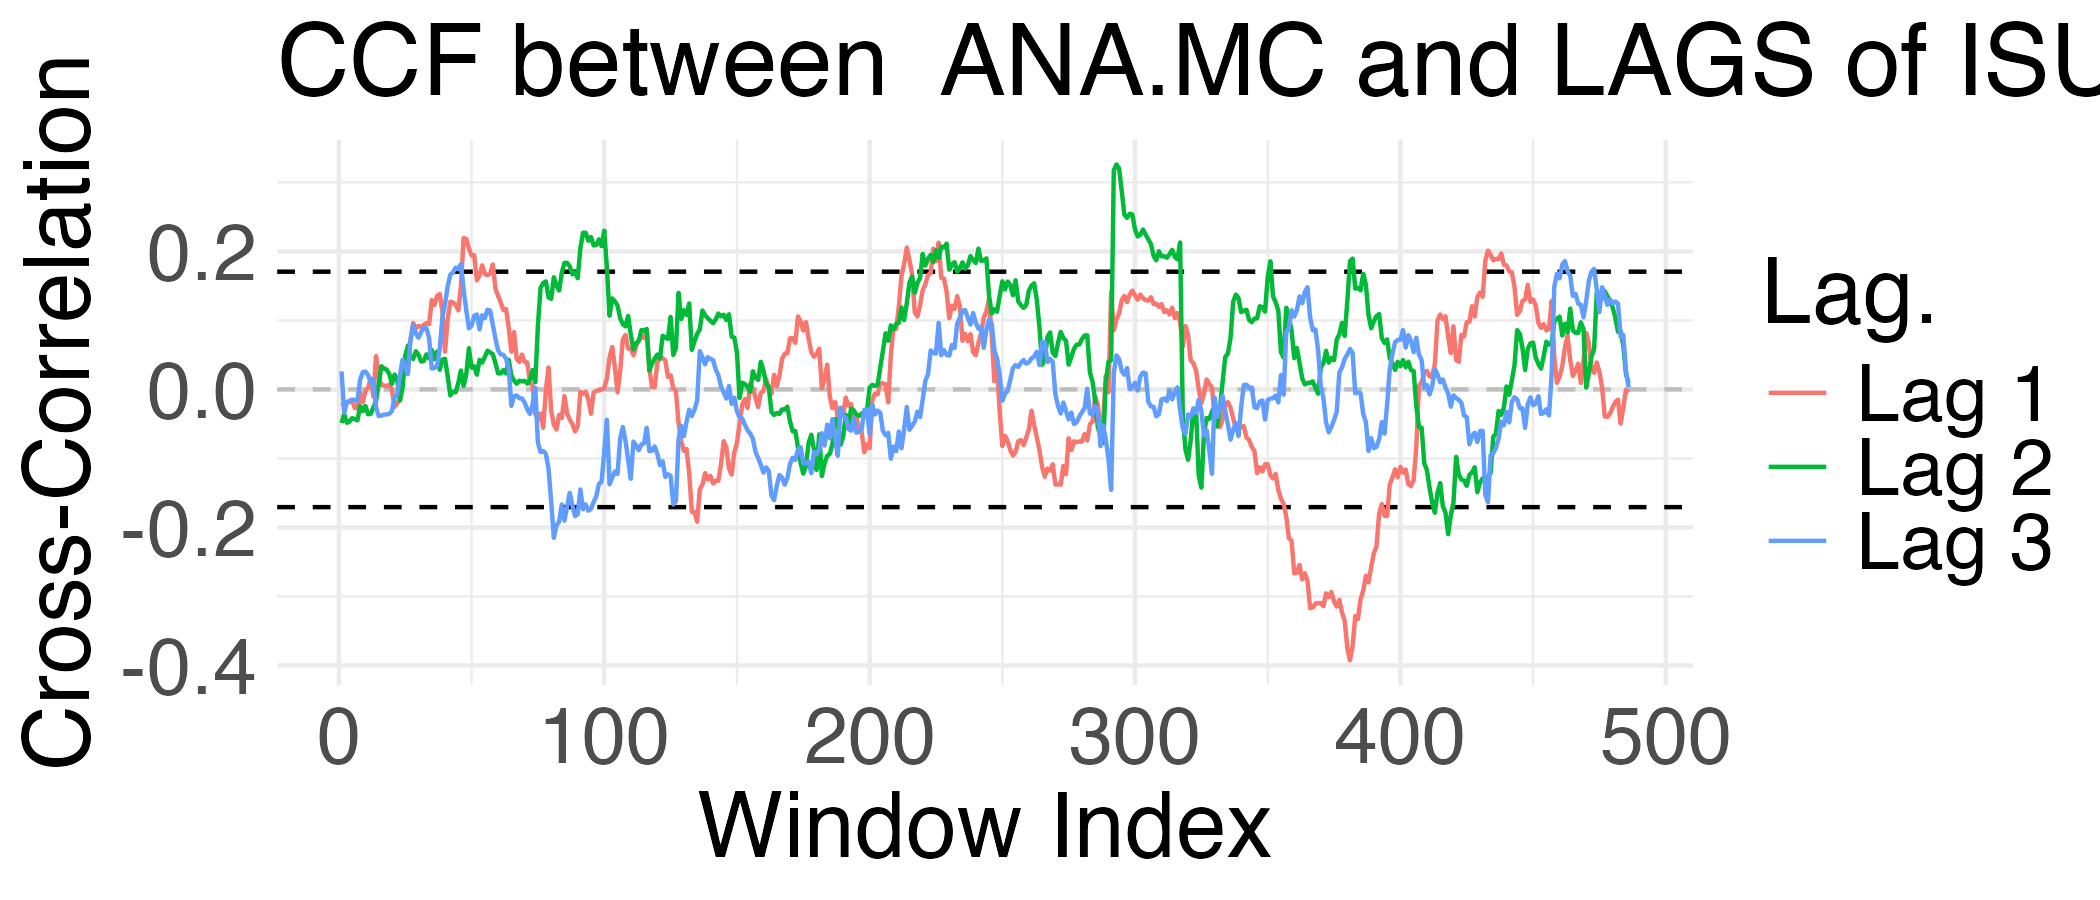 CCF between  ANA.MC and LAGS of ISU
Cross-Correlation
0.2
0.0
-0.2
-0.4
0
100
200
300
400
500
Window Index
Lag.
Lag 1
Lag 2
Lag 3